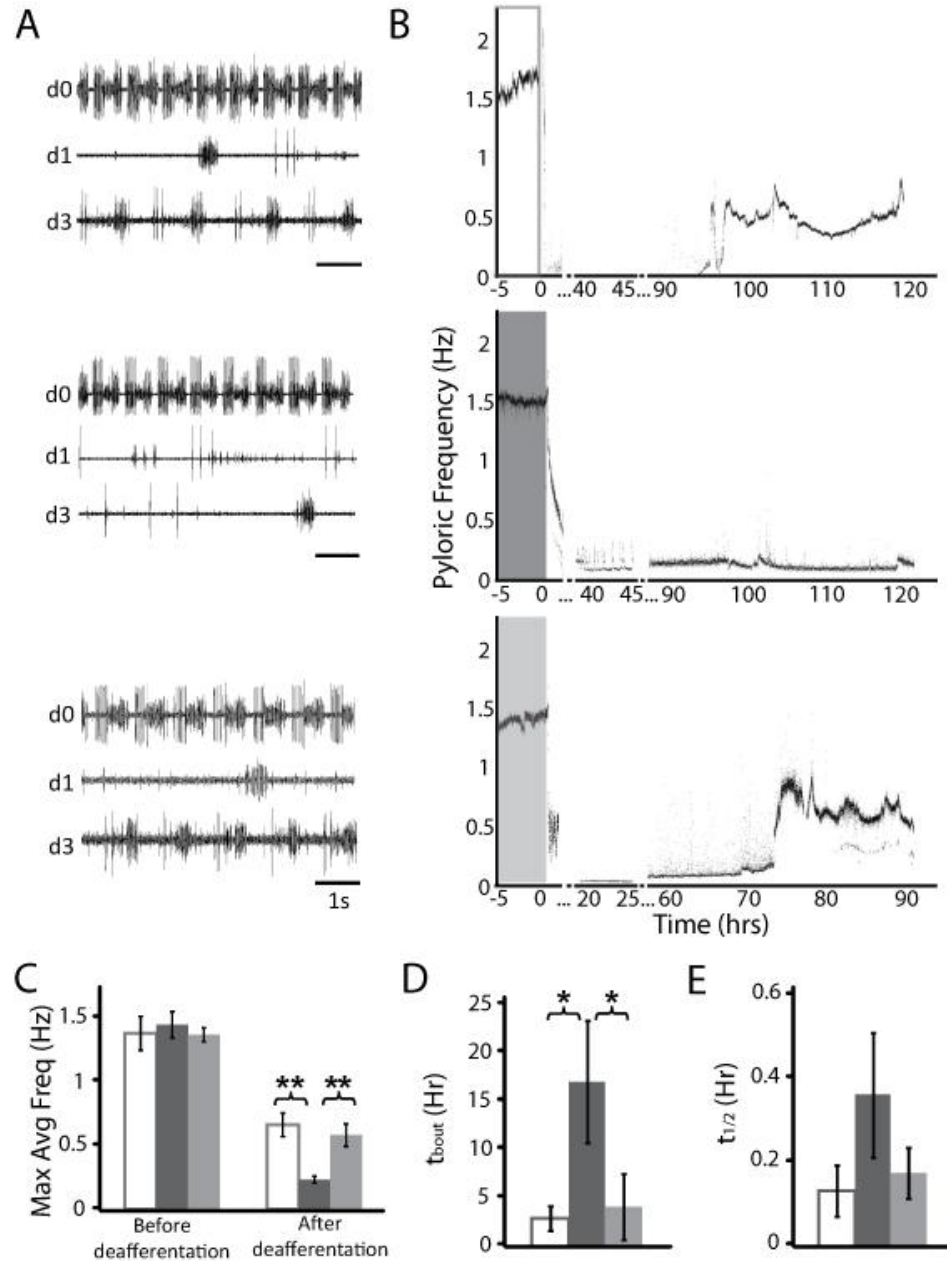 A
B
d0
d1
d3
d0
d1
d3
d0
d1
d3
1s
Pyloric Frequency (Hz)
2
1.5
1
0.5
0
-5 0 ...40 45...90 100 110 120
2
1.5
1
0.5
0
-5 0 ... 40 45...90 100 110 120
2
1.5
1
0.5
0
-5 0 ... 20 25...60 70 80 90
Time (hrs)
C
Max Avg Freq (Hz)
1.5
1
0.5
0
** **
Before deafferentation
After deafferentation
D
t bout (Hr)
25
20
15
10
5
0
* *
E
t 1/2 (Hr)
0.6
0.4
0.2
0